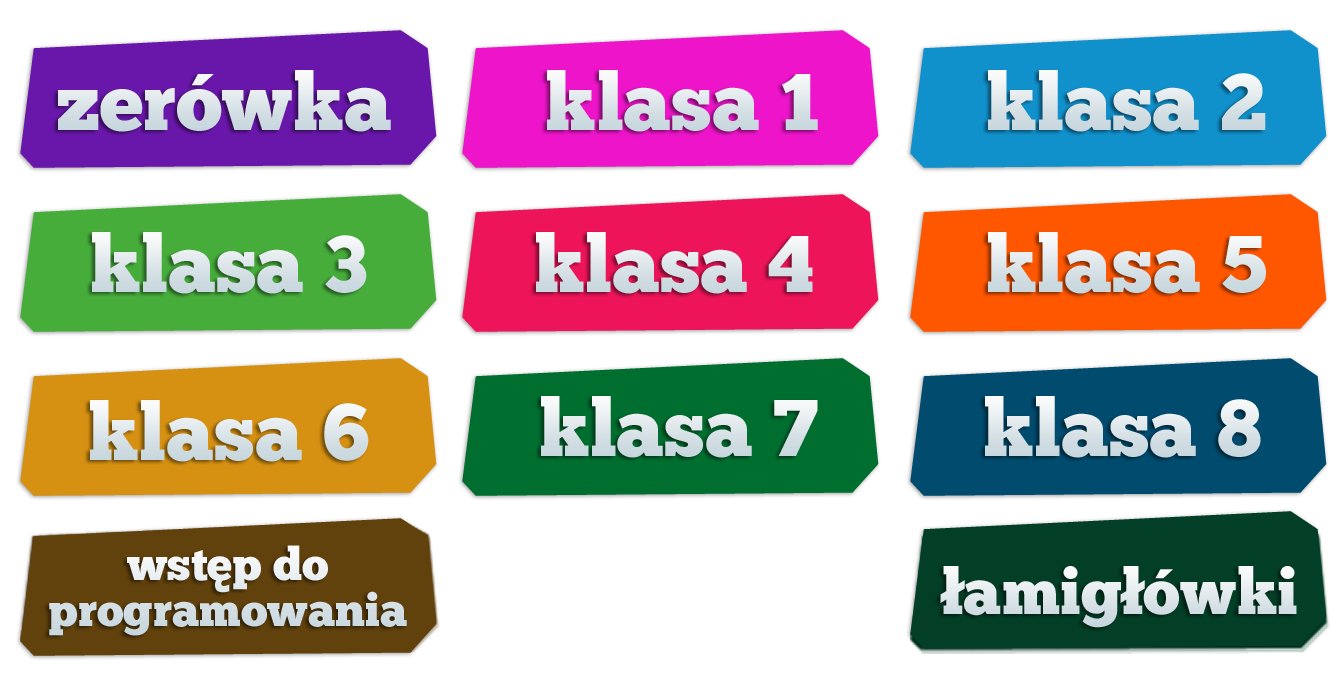 zerówka
klasa 1
klasa 2
klasa 3
klasa 4
klasa 5
klasa 6
klasa 7
klasa 8
wstęp do
programowania
łamigłówki